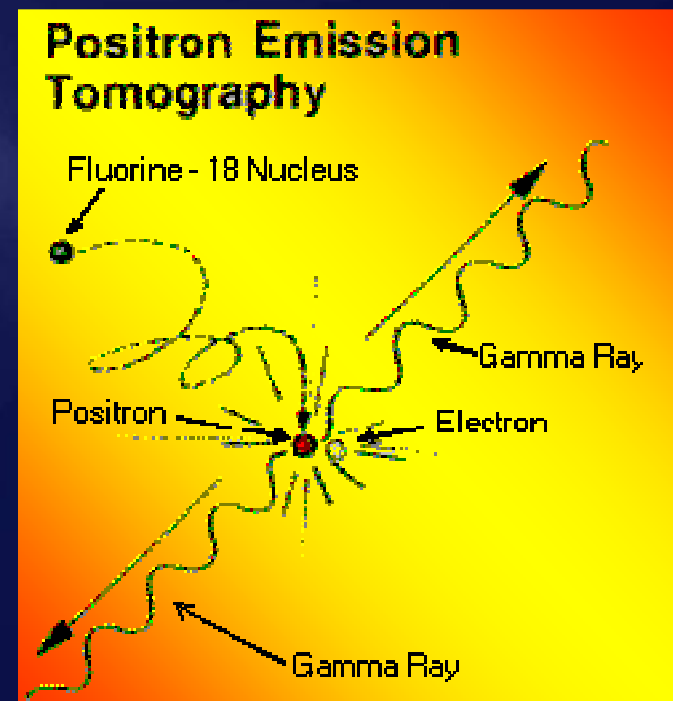 Positron Emission
Tomography
Fluorine - 18 Nucleus
Gamma Ray
Positron
Electron
Gamma Ray